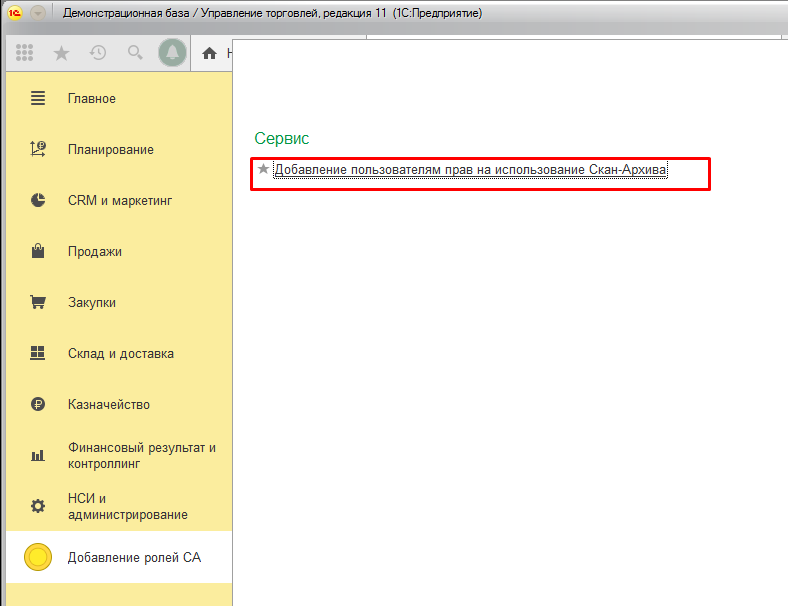 Демонстрационная база / Управление торговлей, редакция 11 (1С:Предприятие)
Н
Главное
Планирование
CRM и маркетинг
Продажи
Закупки
Склад и доставка
Казначейство
Финансовый результат и
контроллинг
НСИ и
администрирование
Добавление ролей СА
Сервис
Добавление пользователям прав на использование Скан-Архива